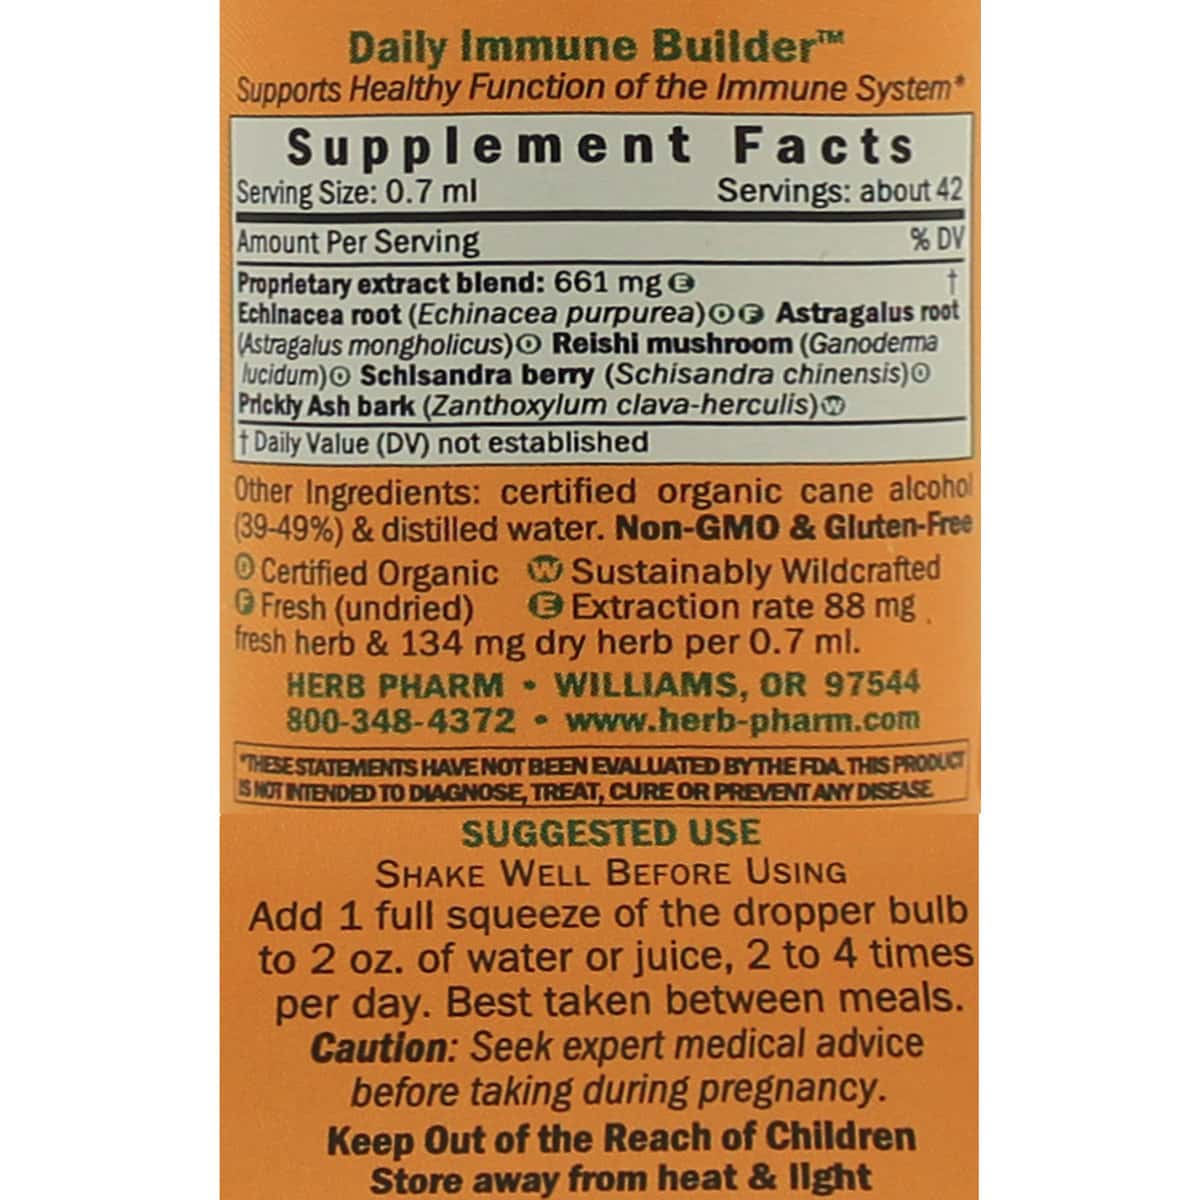 Daily Immune Builder™
Supports Healthy Function of the Immune System*
Supplement Facts
Serving Size: 0.7 ml Servings: about 42
Amount Per Serving % DV
Proprietary extract blend: 661 mg Ⓔ †
Echinacea root (Echinacea purpurea)ⓄⒻ Astragalus root
(Astragalus mongholicus)Ⓞ Reishi mushroom (Ganoderma
lucidum)Ⓞ Schisandra berry (Schisandra chinensis)Ⓞ
Prickly Ash bark (Zanthoxylum clava-herculis)Ⓦ
† Daily Value (DV) not established
Other Ingredients: certified organic cane alcohol
(39-49%) & distilled water. Non-GMO & Gluten-Free
Ⓞ Certified Organic Ⓦ Sustainably Wildcrafted
Ⓕ Fresh (undried) Ⓔ Extraction rate 88 mg
fresh herb & 134 mg dry herb per 0.7 ml.
HERB PHARM • WILLIAMS, OR 97544
800-348-4372 • www.herb-pharm.com
*THESE STATEMENTS HAVE NOT BEEN EVALUATED BY THE FDA. THIS PRODUCT
IS NOT INTENDED TO DIAGNOSE, TREAT, CURE OR PREVENT ANY DISEASE.
SUGGESTED USE
SHAKE WELL BEFORE USING
Add 1 full squeeze of the dropper bulb
to 2 oz. of water or juice, 2 to 4 times
per day. Best taken between meals.
Caution: Seek expert medical advice
before taking during pregnancy.
Keep Out of the Reach of Children
Store away from heat & light